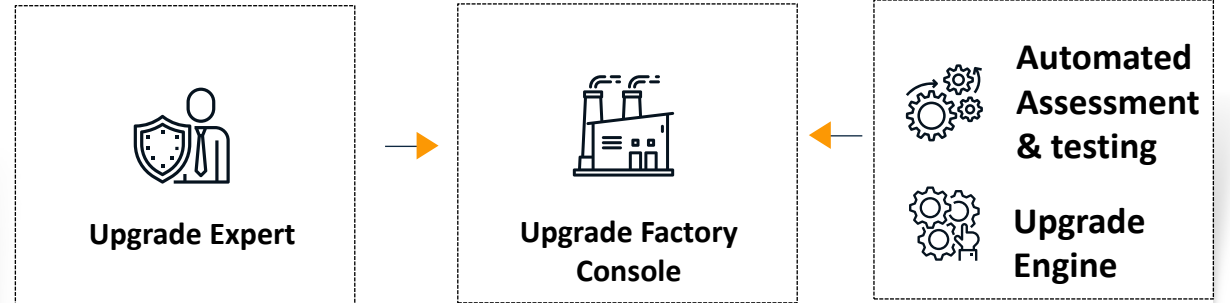 Upgrade Expert
Upgrade Factory
Console
Automated
Assessment
& testing
Upgrade
Engine